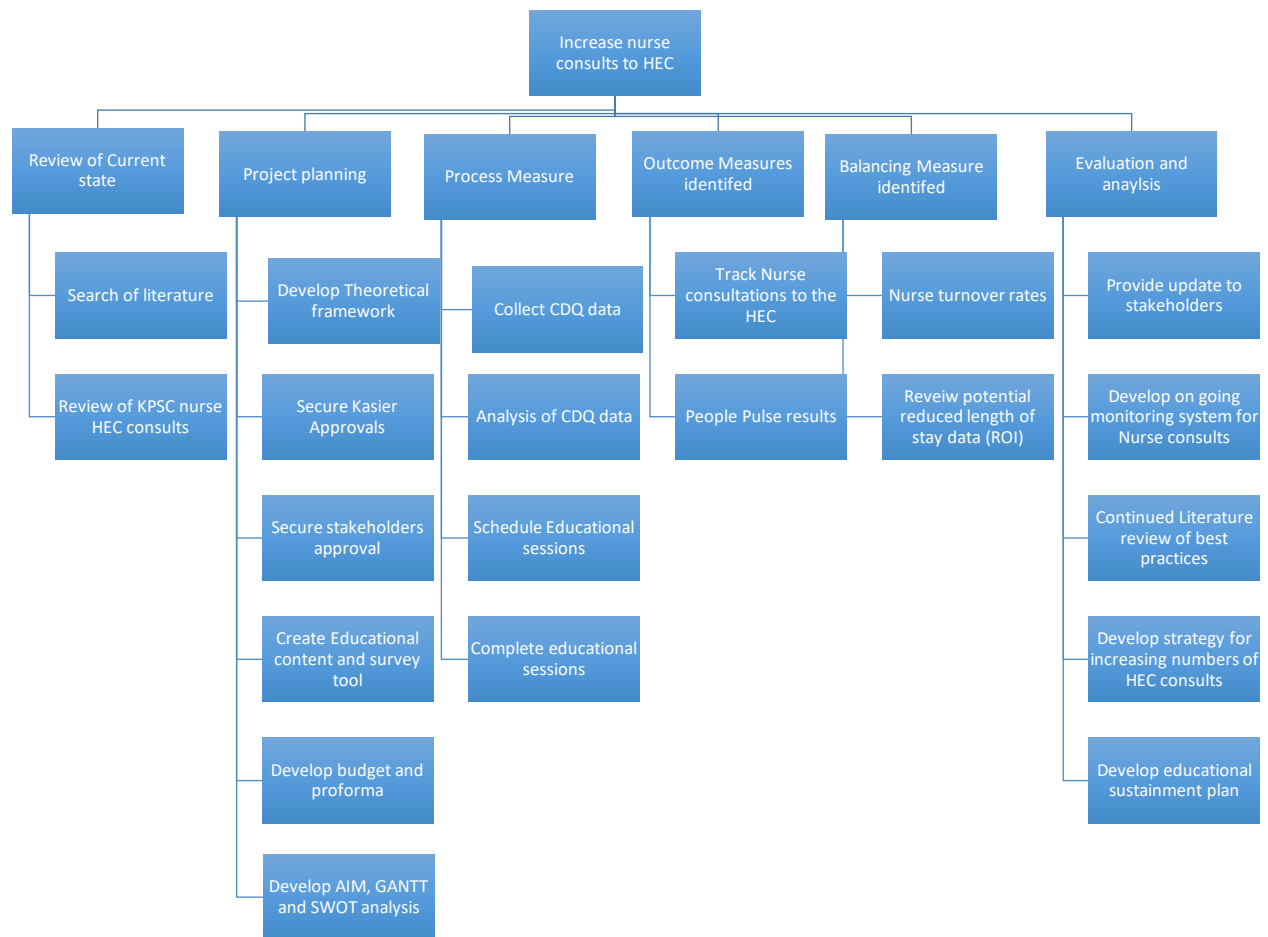 Increase nurse
consults to HEC
Review of Current
state
Project planning
Process Measure
Outcome Measures
identifed
Balancing Measure
identifed
Evaluation and
anaylsis
Search of literature
Review of KPSC nurse
HEC consults
Develop Theoretical
framework
Secure Kasier
Approvals
Secure stakeholders
approval
Create Educational
content and survey
tool
Develop budget and
proforma
Develop AIM, GANTT
and SWOT analysis
Collect CDQ data
Analysis of CDQ data
Schedule Educational
sessions
Complete educational
sessions
Track Nurse
consultations to the
HEC
People Pulse results
Nurse turnover rates
Reveiw potential
reduced length of
stay data (ROI)
Provide update to
stakeholders
Develop on going
monitoring system for
Nurse consults
Continued Literature
review of best
practices
Develop strategy for
increasing numbers of
HEC consults
Develop educational
sustainment plan